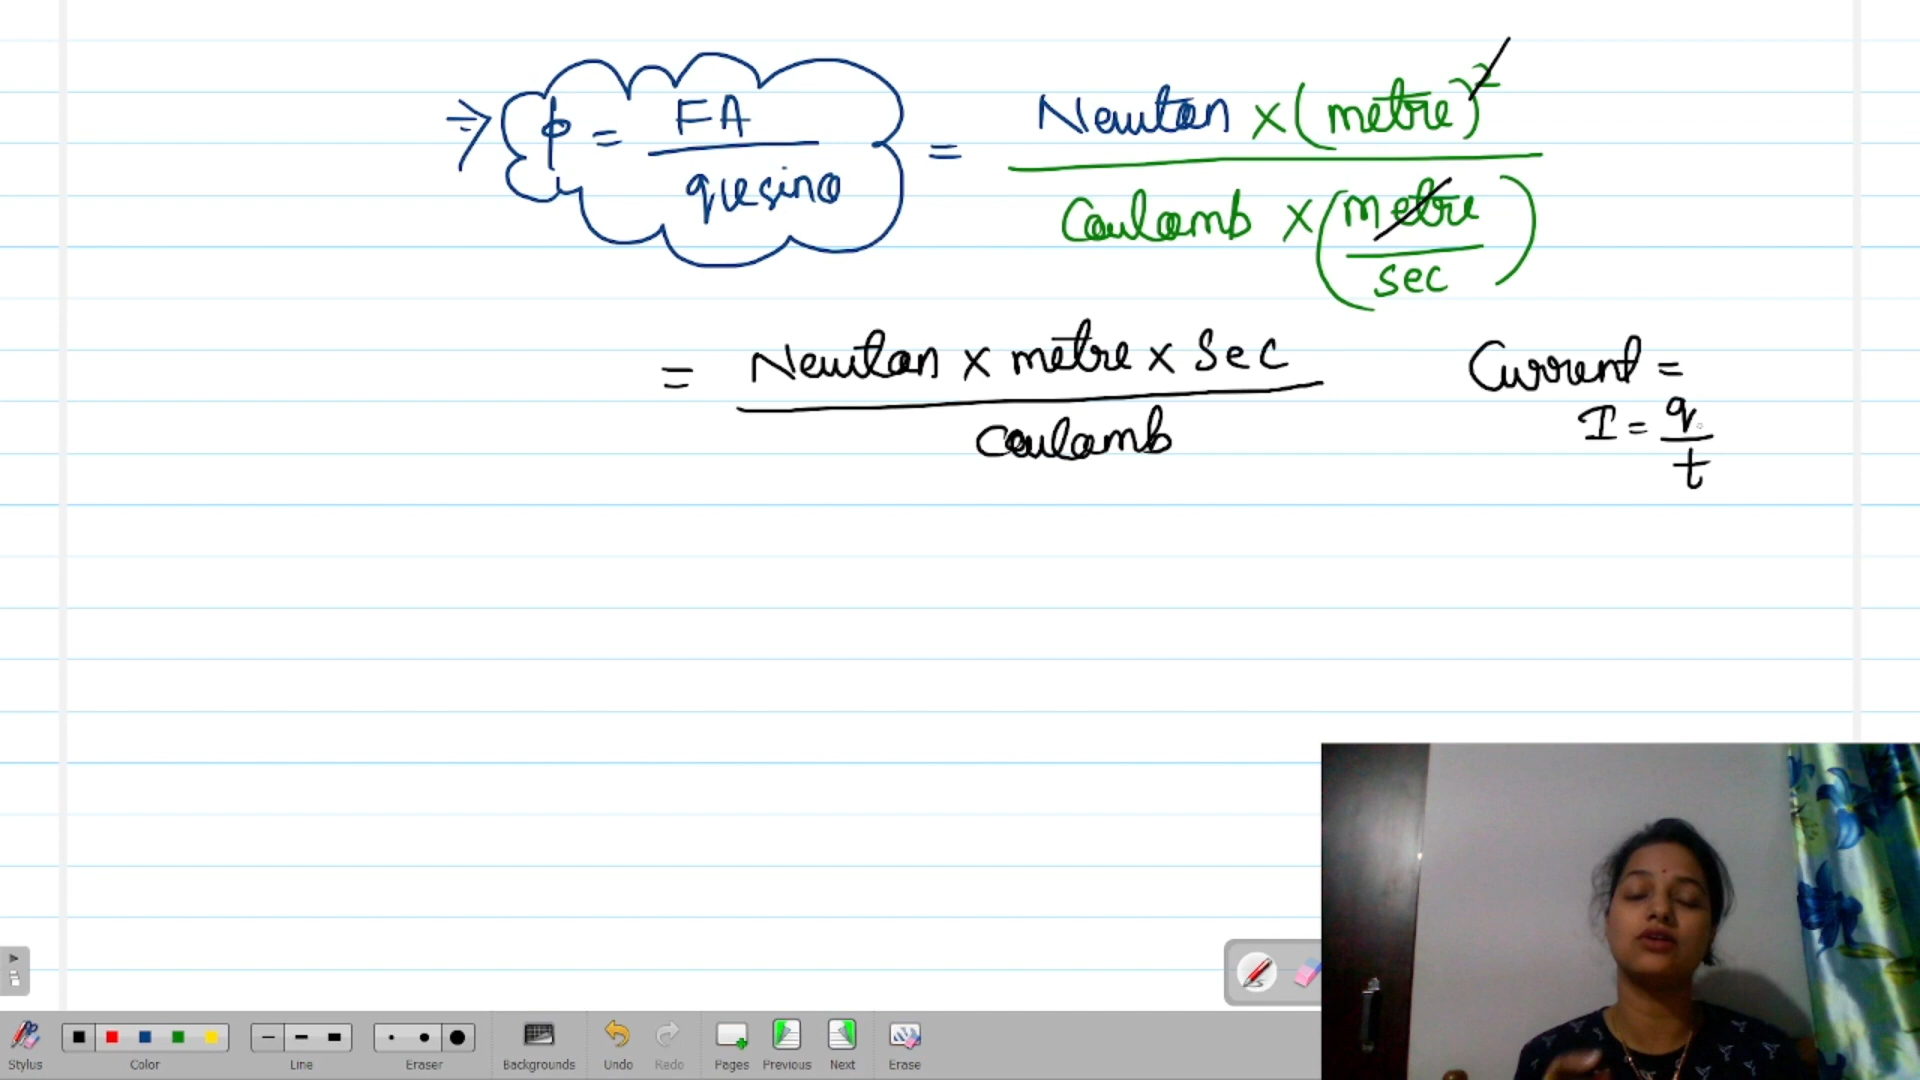 ⇒ ϕ = FA / qυsinθ = Newton × (metre)² / Coulomb × (metre / sec)
= Newton × metre × Sec / Coulomb
Current =
I = q / t
Stylus Color Line Eraser Backgrounds Undo Redo Pages Previous Next Erase